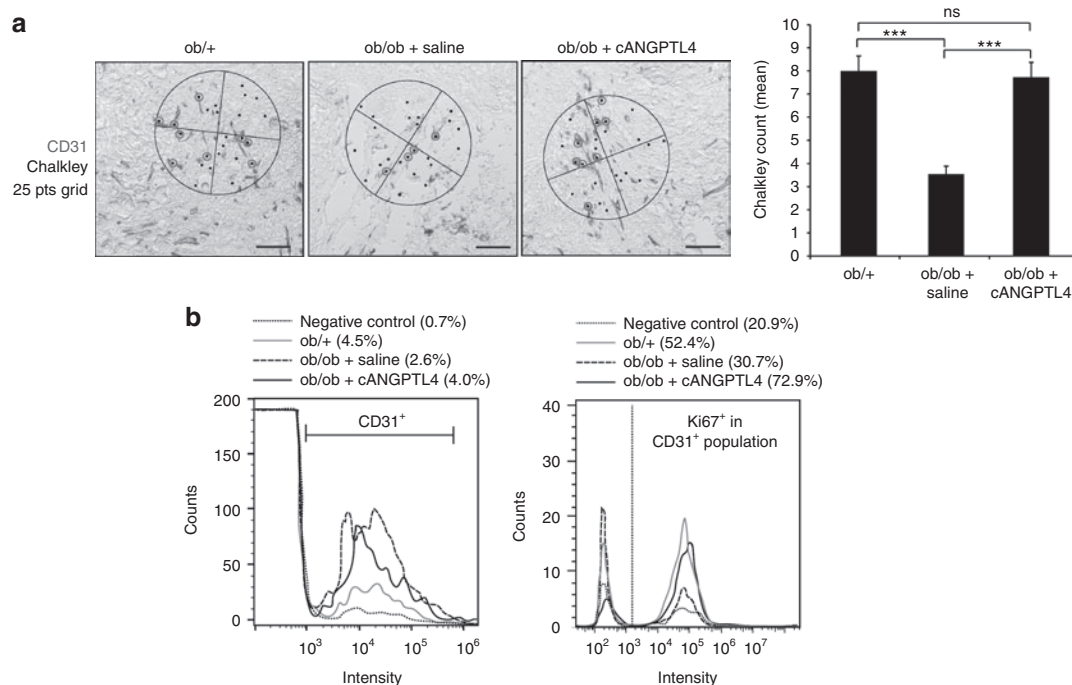 a
ob/+
ob/ob + saline
ob/ob + cANGPTL4
CD31
Chalkley
25 pts grid
Chalkley count (mean)
10
9
8
7
6
5
4
3
2
1
0
ns
***
***
ob/+
ob/ob +
saline
ob/ob +
cANGPTL4
b
Negative control (0.7%)
ob/+ (4.5%)
ob/ob + saline (2.6%)
ob/ob + cANGPTL4 (4.0%)
Counts
200
150
100
50
0
CD31⁺
10³
10⁴
10⁵
10⁶
Intensity
Negative control (20.9%)
ob/+ (52.4%)
ob/ob + saline (30.7%)
ob/ob + cANGPTL4 (72.9%)
Counts
40
30
20
10
0
Ki67⁺ in
CD31⁺ population
10²
10³
10⁴
10⁵
10⁶
10⁷
Intensity